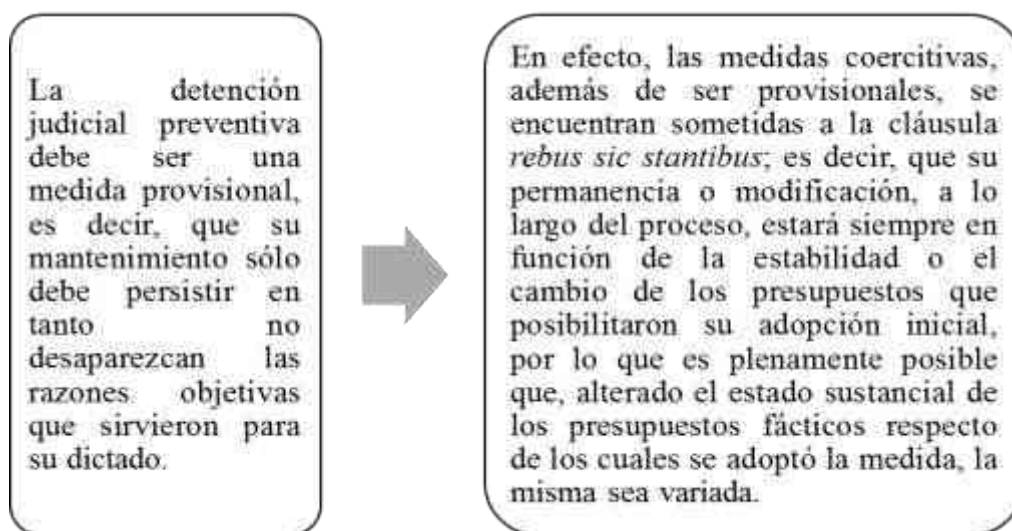 La detención
judicial preventiva
debe ser una
medida provisional,
es decir, que su
mantenimiento sólo
debe persistir en
tanto no
desaparezcan las
razones objetivas
que sirvieron para
su dictado.
En efecto, las medidas coercitivas,
además de ser provisionales, se
encuentran sometidas a la cláusula
rebus sic stantibus; es decir, que su
permanencia o modificación, a lo
largo del proceso, estará siempre en
función de la estabilidad o el
cambio de los presupuestos que
posibilitaron su adopción inicial,
por lo que es plenamente posible
que, alterado el estado sustancial de
los presupuestos fácticos respecto
de los cuales se adoptó la medida, la
misma sea variada.